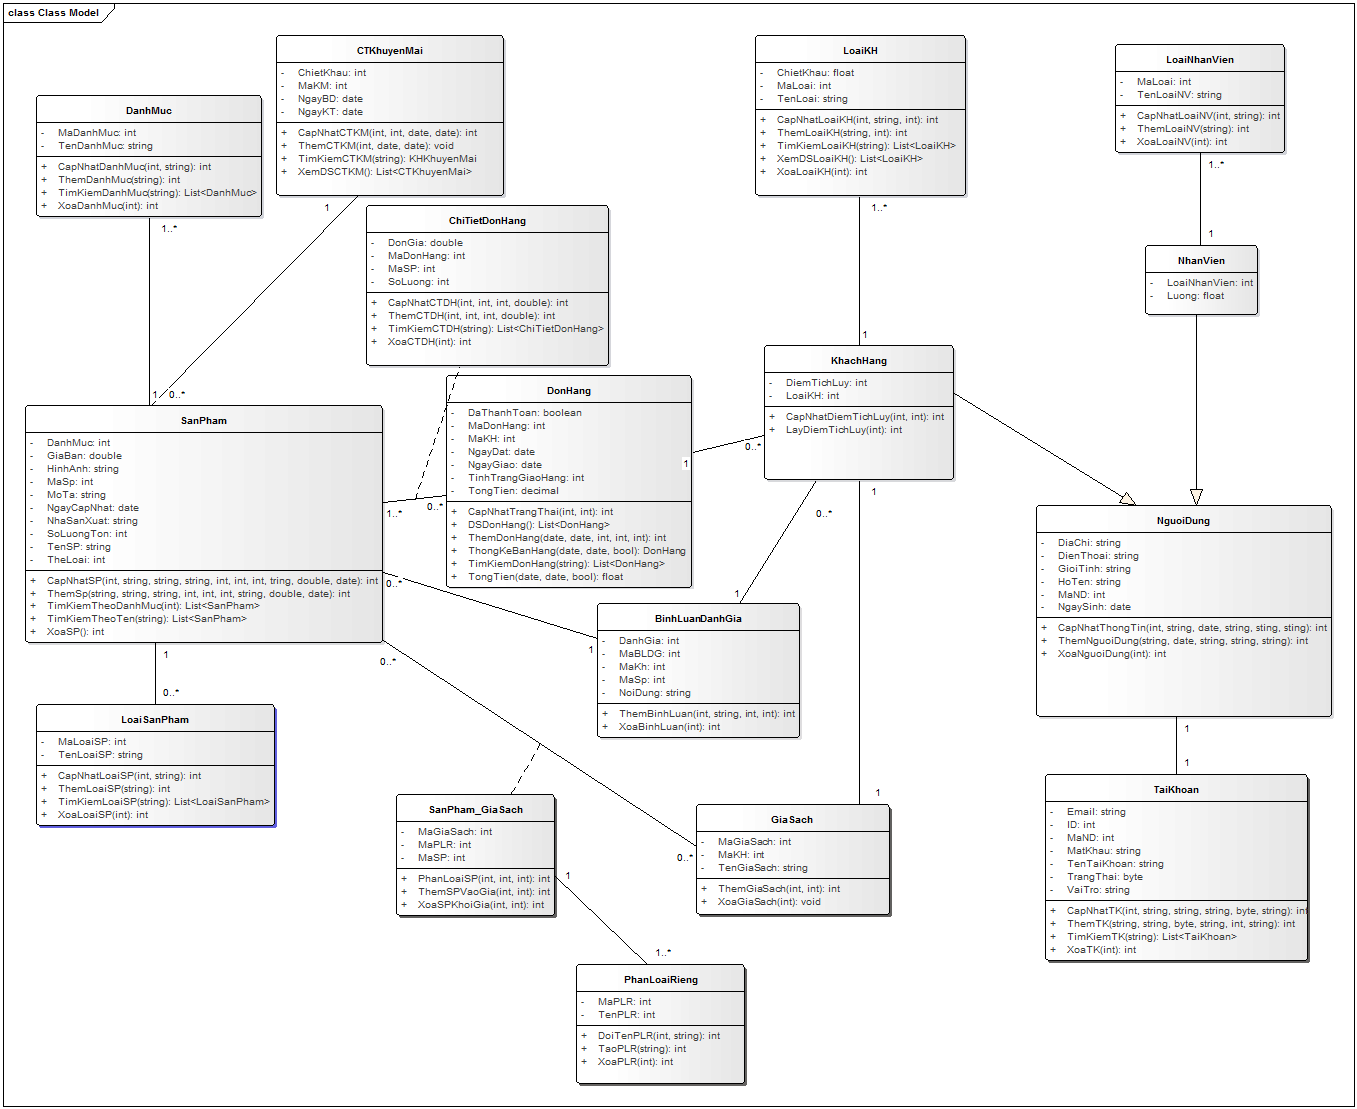 class Class Model
CTKhuyenMai
- ChietKhau: int
- MaKM: int
- NgayBD: date
- NgayKT: date
+ CapNhatCTKM(int, int, date, date): int
+ ThemCTKM(int, date, date): void
+ TimKiemCTKM(string): KHKhuyenMai
+ XemDSCTKM(): List<CTKhuyenMai>
1
LoaiKH
- ChietKhau: float
- MaLoai: int
- TenLoai: string
+ CapNhatLoaiKH(int, string, int): int
+ ThemLoaiKH(string, int): int
+ TimKiemLoaiKH(string): List<LoaiKH>
+ XemDSLoaiKH(): List<LoaiKH>
+ XoaLoaiKH(int): int
1..*
1
LoaiNhanVien
- MaLoai: int
- TenLoaiNV: string
+ CapNhatLoaiNV(int, string): int
+ ThemLoaiNV(string): int
+ XoaLoaiNV(int): int
1..*
1
DanhMuc
- MaDanhMuc: int
- TenDanhMuc: string
+ CapNhatDanhMuc(int, string): int
+ ThemDanhMuc(string): int
+ TimKiemDanhMuc(string): List<DanhMuc>
+ XoaDanhMuc(int): int
1..*
1
0..*
ChiTietDonHang
- DonGia: double
- MaDonHang: int
- MaSP: int
- SoLuong: int
+ CapNhatCTDH(int, int, int, double): int
+ ThemCTDH(int, int, int, double): int
+ TimKiemCTDH(string): List<ChiTietDonHang>
+ XoaCTDH(int): int
NhanVien
- LoaiNhanVien: int
- Luong: float
KhachHang
- DiemTichLuy: int
- LoaiKH: int
+ CapNhatDiemTichLuy(int, int): int
+ LayDiemTichLuy(int): int
0..*
1
1
0..*
DonHang
- DaThanhToan: boolean
- MaDonHang: int
- MaKH: int
- NgayDat: date
- NgayGiao: date
- TinhTrangGiaoHang: int
- TongTien: decimal
+ CapNhatTrangThai(int, int): int
+ DSDonHang(): List<DonHang>
+ ThemDonHang(date, date, int, int, int): int
+ ThongKeBanHang(date, date, bool): DonHang
+ TimKiemDonHang(string): List<DonHang>
+ TongTien(date, date, bool): float
1..*
0..*
SanPham
- DanhMuc: int
- GiaBan: double
- HinhAnh: string
- MaSp: int
- MoTa: string
- NgayCapNhat: date
- NhaSanXuat: string
- SoLuongTon: int
- TenSP: string
- TheLoai: int
+ CapNhatSP(int, string, string, string, int, int, int, tring, double, date): int
+ ThemSp(string, string, string, int, int, int, string, double, date): int
+ TimKiemTheoDanhMuc(int): List<SanPham>
+ TimKiemTheoTen(string): List<SanPham>
+ XoaSP(): int
0..*
1
0..*
1
0..*
NguoiDung
- DiaChi: string
- DienThoai: string
- GioiTinh: string
- HoTen: string
- MaND: int
- NgaySinh: date
+ CapNhatThongTin(int, string, date, string, sting, sting): int
+ ThemNguoiDung(string, date, string, string, string): int
+ XoaNguoiDung(int): int
1
1
BinhLuanDanhGia
- DanhGia: int
- MaBLDG: int
- MaKh: int
- MaSp: int
- NoiDung: string
+ ThemBinhLuan(int, string, int, int): int
+ XoaBinhLuan(int): int
1
LoaiSanPham
- MaLoaiSP: int
- TenLoaiSP: string
+ CapNhatLoaiSP(int, string): int
+ ThemLoaiSP(string): int
+ TimKiemLoaiSP(string): List<LoaiSanPham>
+ XoaLoaiSP(int): int
SanPham_GiaSach
- MaGiaSach: int
- MaPLR: int
- MaSP: int
+ PhanLoaiSP(int, int, int): int
+ ThemSPVaoGia(int, int): int
+ XoaSPKhoiGia(int, int): int
1
1..*
1
0..*
GiaSach
- MaGiaSach: int
- MaKH: int
- TenGiaSach: string
+ ThemGiaSach(int, int): int
+ XoaGiaSach(int): void
TaiKhoan
- Email: string
- ID: int
- MaND: int
- MatKhau: string
- TenTaiKhoan: string
- TrangThai: byte
- VaiTro: string
+ CapNhatTK(int, string, string, string, byte, string): int
+ ThemTK(string, string, byte, string, int, string): int
+ TimKiemTK(string): List<TaiKhoan>
+ XoaTK(int): int
PhanLoaiRieng
- MaPLR: int
- TenPLR: int
+ DoiTenPLR(int, string): int
+ TaoPLR(string): int
+ XoaPLR(int): int